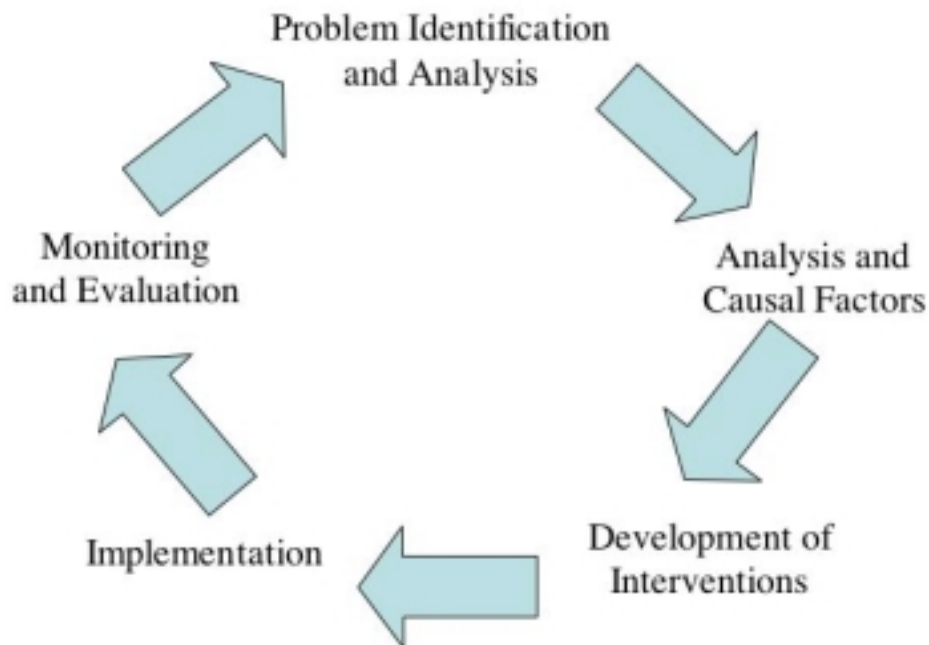 Problem Identification
and Analysis
Analysis and
Causal Factors
Development of
Interventions
Implementation
Monitoring
and Evaluation